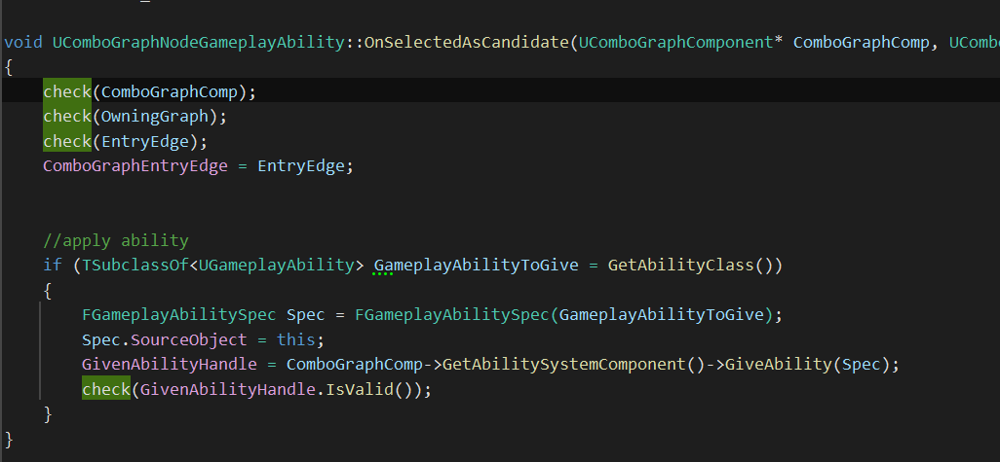 void UComboGraphNodeGameplayAbility::OnSelectedAsCandidate(UComboGraphComponent* ComboGraphComp, UCombo
{
check(ComboGraphComp);
check(OwningGraph);
check(EntryEdge);
ComboGraphEntryEdge = EntryEdge;
//apply ability
if (TSubclassOf<UGameplayAbility> GameplayAbilityToGive = GetAbilityClass())
{
FGameplayAbilitySpec Spec = FGameplayAbilitySpec(GameplayAbilityToGive);
Spec.SourceObject = this;
GivenAbilityHandle = ComboGraphComp->GetAbilitySystemComponent()->GiveAbility(Spec);
check(GivenAbilityHandle.IsValid());
}
}